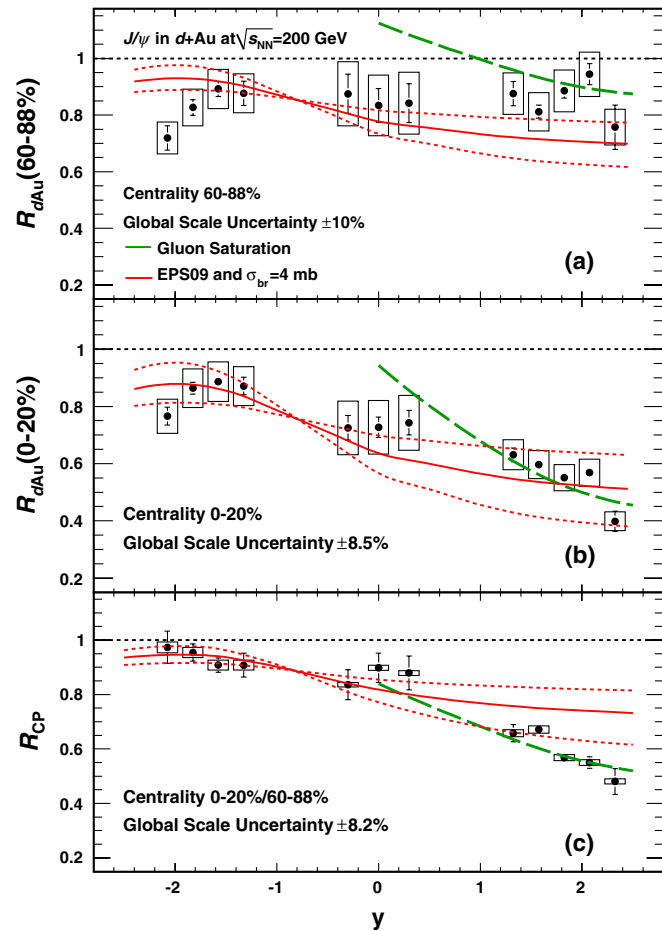 J/ψ in d+Au at √sNN=200 GeV
1
0.8
0.6
0.4
0.2
RdAu(60-88%)
Centrality 60-88%
Global Scale Uncertainty ±10%
Gluon Saturation
EPS09 and σbr=4 mb
(a)
1
0.8
0.6
0.4
0.2
RdAu(0-20%)
Centrality 0-20%
Global Scale Uncertainty ±8.5%
(b)
1
0.8
0.6
0.4
0.2
RCP
Centrality 0-20%/60-88%
Global Scale Uncertainty ±8.2%
(c)
-2 -1 0 1 2
y